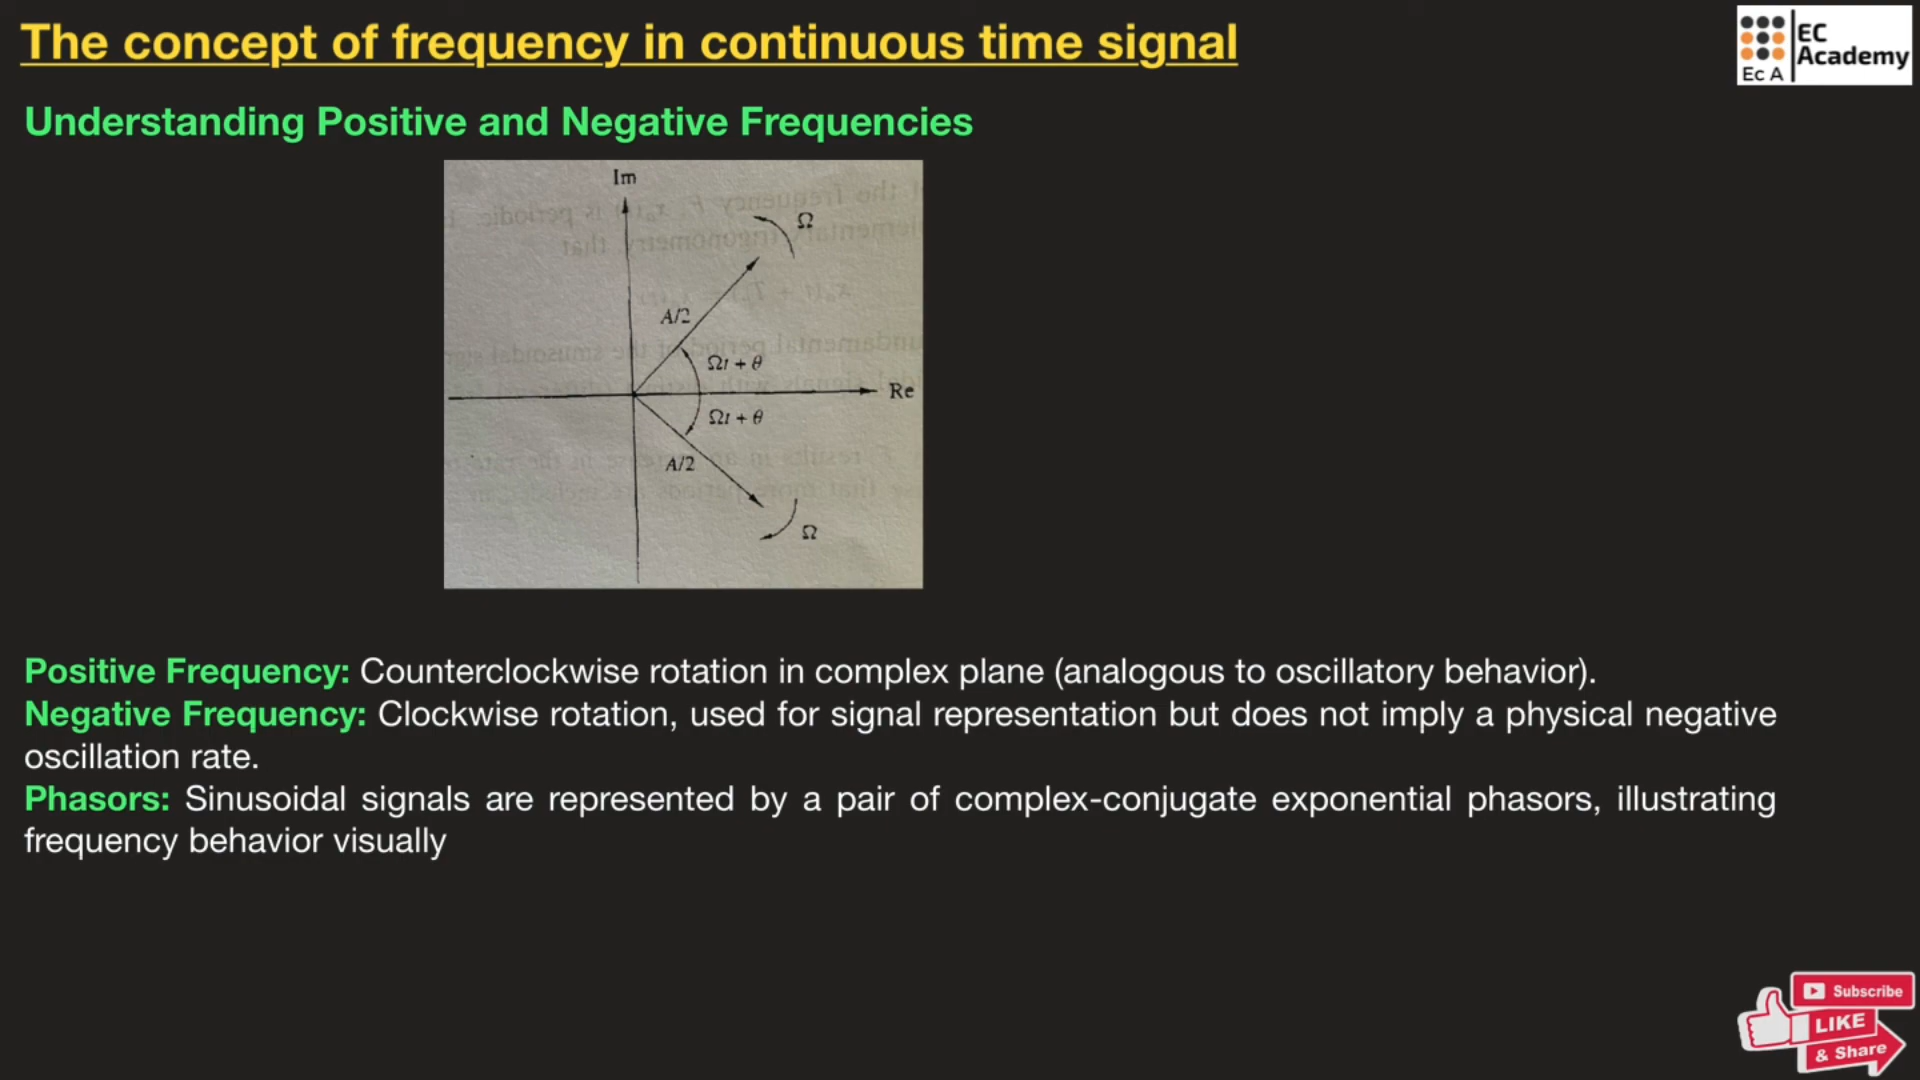 The concept of frequency in continuous time signal
EC
Academy
Ec A
Understanding Positive and Negative Frequencies
Im
Ω
A/2
Ωt + θ
Re
Ωt + θ
A/2
Ω
Positive Frequency: Counterclockwise rotation in complex plane (analogous to oscillatory behavior).
Negative Frequency: Clockwise rotation, used for signal representation but does not imply a physical negative
oscillation rate.
Phasors: Sinusoidal signals are represented by a pair of complex-conjugate exponential phasors, illustrating
frequency behavior visually
Subscribe
LIKE
& Share